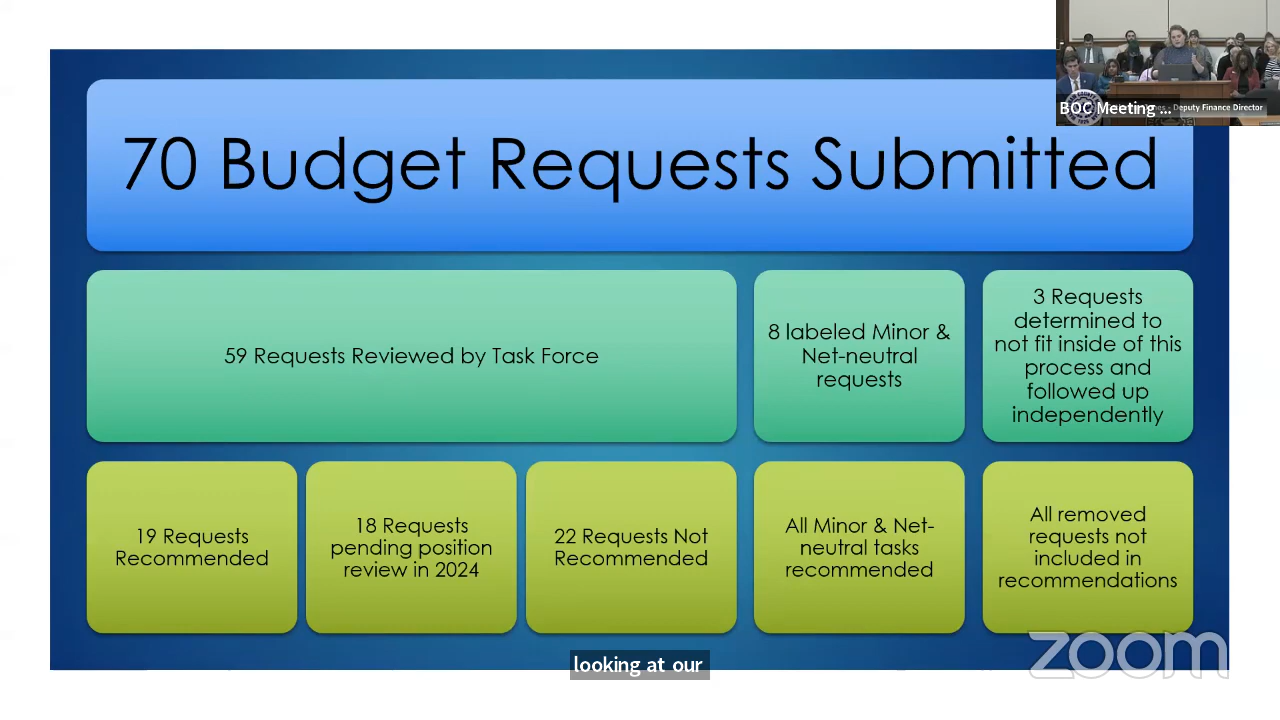 BOC Meeting ...
- Deputy Finance Director
70 Budget Requests Submitted
59 Requests Reviewed by Task Force
8 labeled Minor &
Net-neutral
requests
3 Requests
determined to
not fit inside of this
process and
followed up
independently
19 Requests
Recommended
18 Requests
pending position
review in 2024
22 Requests Not
Recommended
All Minor & Net-
neutral tasks
recommended
All removed
requests not
included in
recommendations
looking at our
zoom